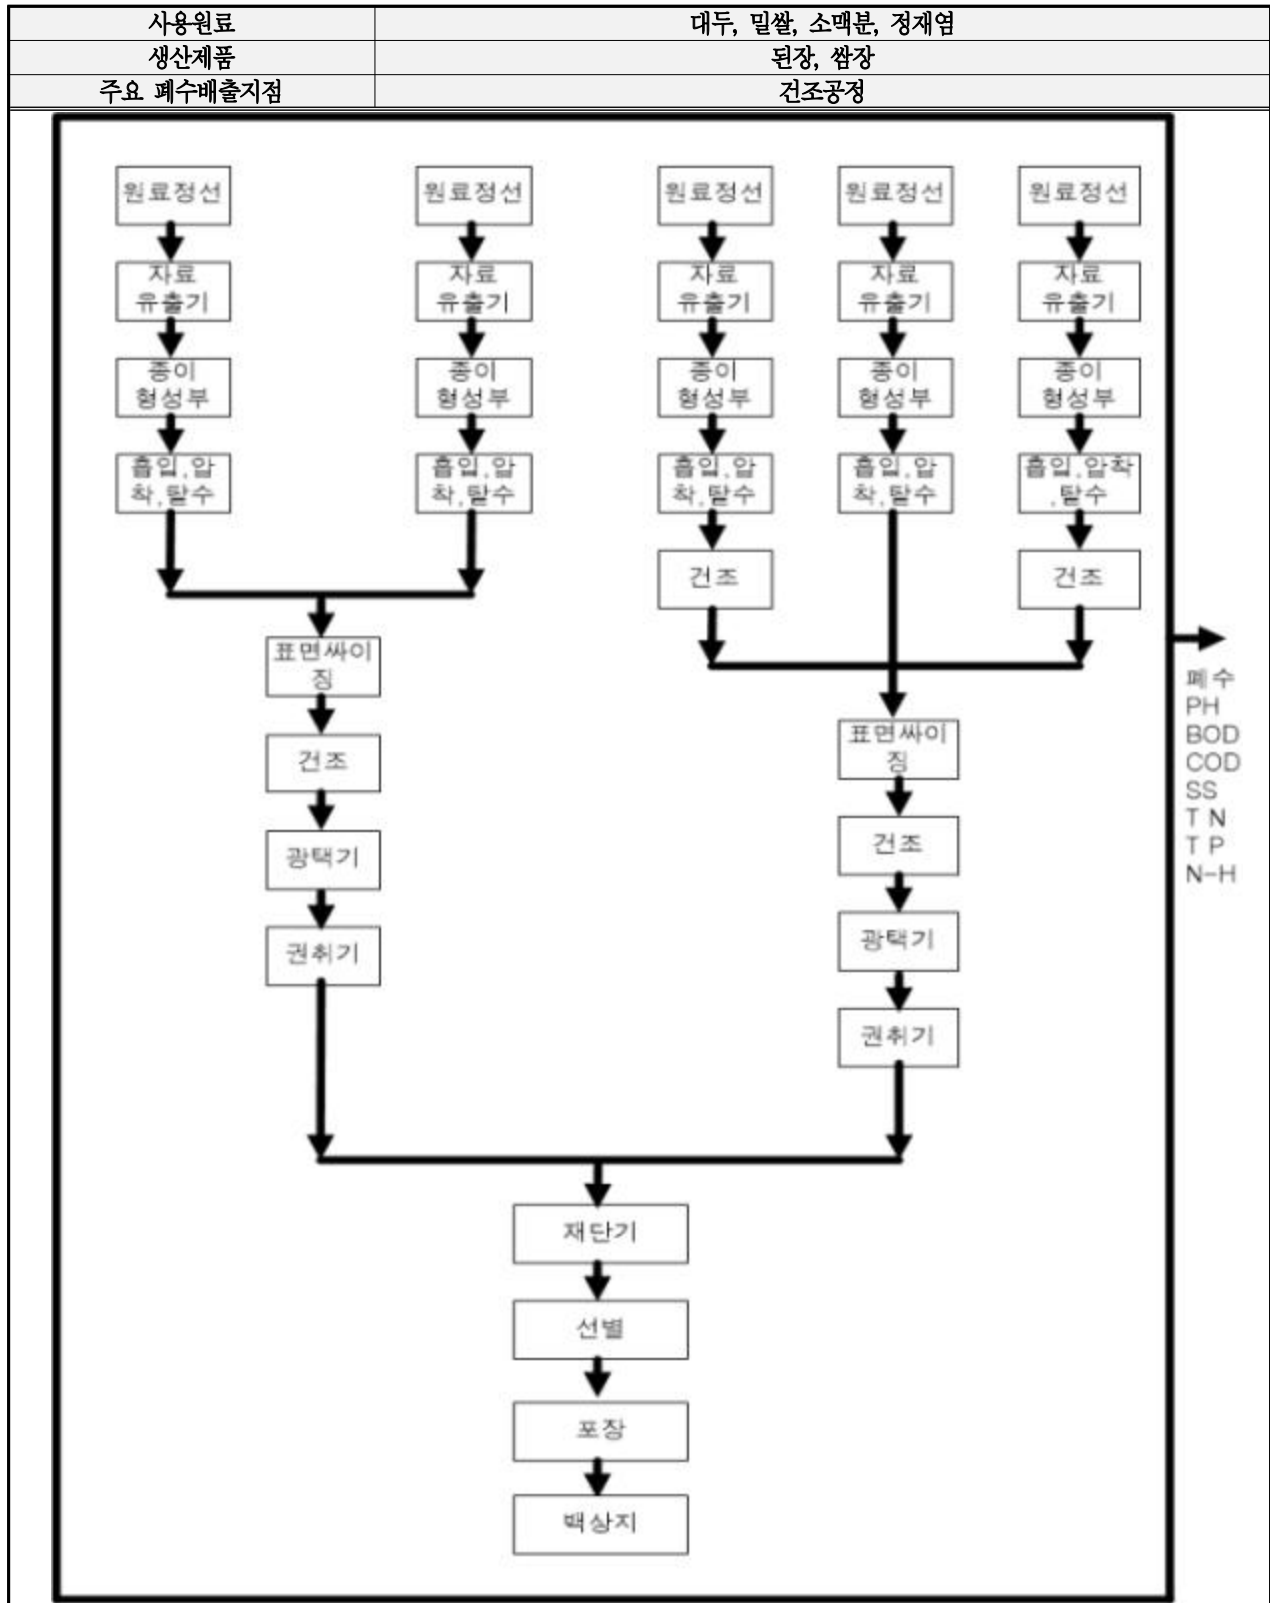 사용원료 대두, 밀쌀, 소맥분, 정재염
생산제품 된장, 쌈장
주요 폐수배출지점 건조공정
원료정선 원료정선 원료정선 원료정선 원료정선
자료 자료 자료 자료 자료
유출기 유출기 유출기 유출기 유출기
종이 종이 종이 종이 종이
형성부 형성부 형성부 형성부 형성부
흡입,압 흡입,압 흡입,압 흡입,압 흡입,압착
착,탈수 착,탈수 착,탈수 착,탈수 ,탈수
건조 건조
표면싸이
징
건조
광택기
권취기
표면싸이
징
건조
광택기
권취기
재단기
선별
포장
백상지
폐수
PH
BOD
COD
SS
T N
T P
N-H